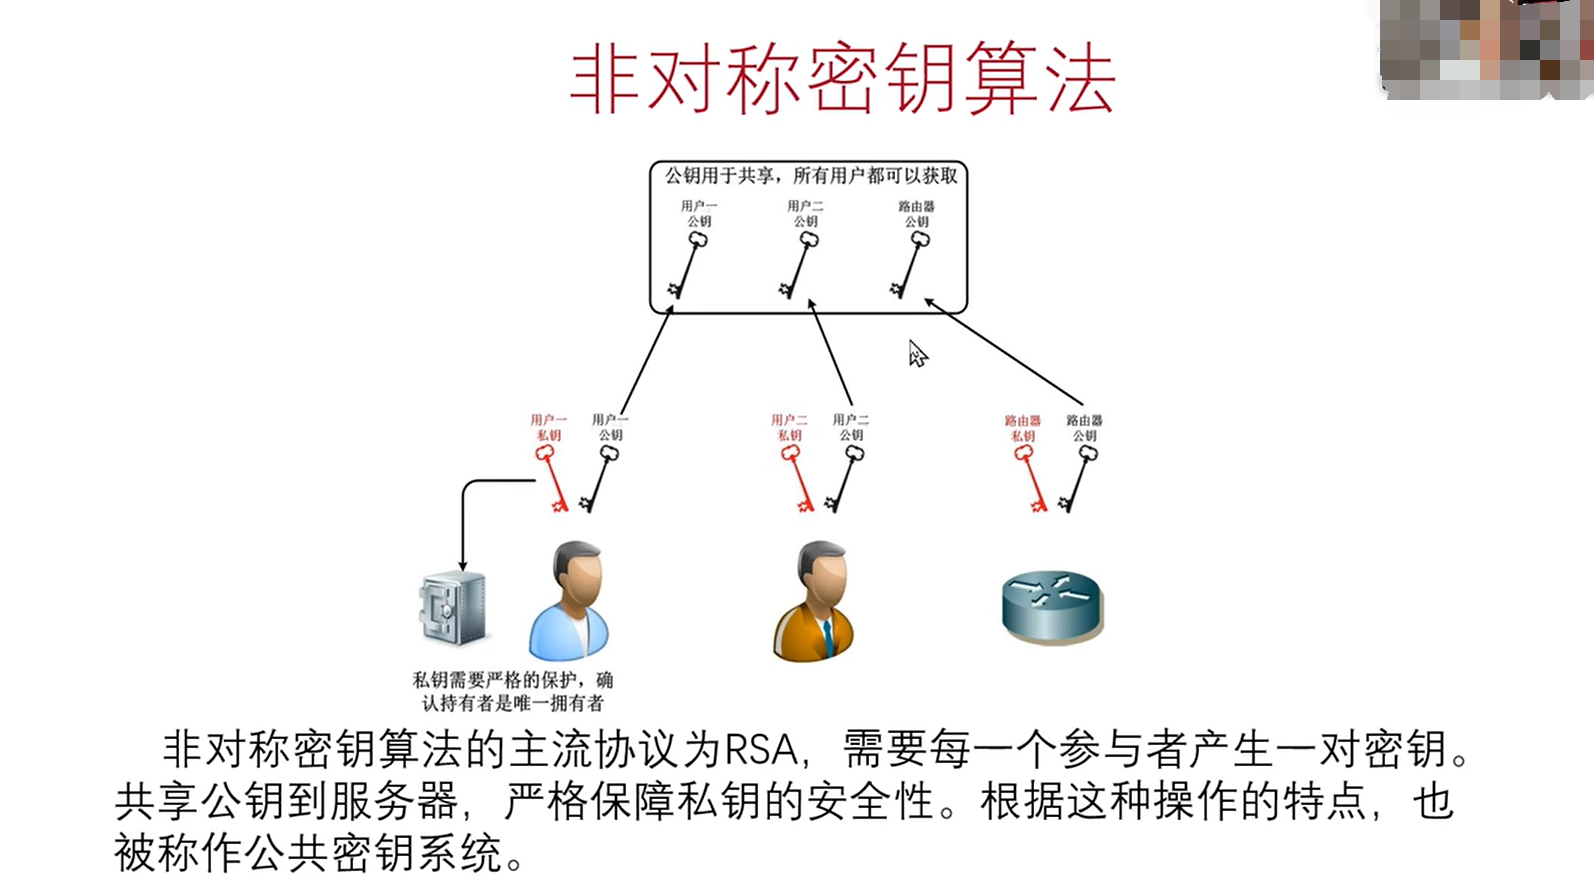 非对称密钥算法
公钥用于共享，所有用户都可以获取
用户一
公钥
用户二
公钥
路由器
公钥
用户一
私钥
用户一
公钥
用户二
私钥
用户二
公钥
路由器
私钥
路由器
公钥
私钥需要严格的保护，确
认持有者是唯一拥有者
非对称密钥算法的主流协议为RSA，需要每一个参与者产生一对密钥。
共享公钥到服务器，严格保障私钥的安全性。根据这种操作的特点，也
被称作公共密钥系统。